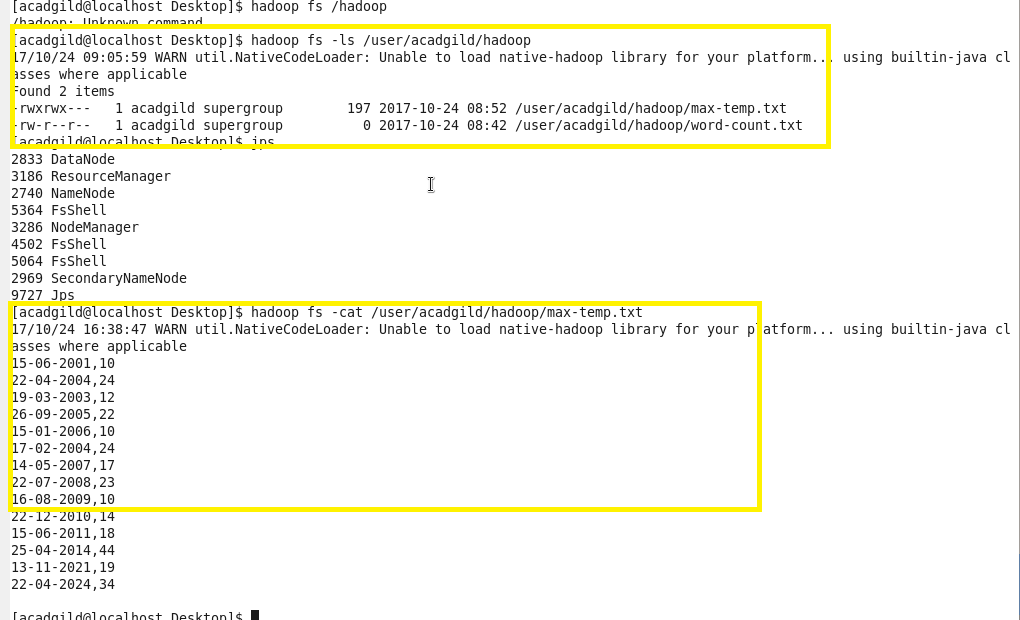 [acadgild@localhost Desktop]$ hadoop fs /hadoop
/hadoop: Unknown command
[acadgild@localhost Desktop]$ hadoop fs -ls /user/acadgild/hadoop
17/10/24 09:05:59 WARN util.NativeCodeLoader: Unable to load native-hadoop library for your platform... using builtin-java cl
asses where applicable
Found 2 items
-rwxrwx---   1 acadgild supergroup        197 2017-10-24 08:52 /user/acadgild/hadoop/max-temp.txt
-rw-r--r--   1 acadgild supergroup          0 2017-10-24 08:42 /user/acadgild/hadoop/word-count.txt
[acadgild@localhost Desktop]$ jps
2833 DataNode
3186 ResourceManager
2740 NameNode
5364 FsShell
3286 NodeManager
4502 FsShell
5064 FsShell
2969 SecondaryNameNode
9727 Jps
[acadgild@localhost Desktop]$ hadoop fs -cat /user/acadgild/hadoop/max-temp.txt
17/10/24 16:38:47 WARN util.NativeCodeLoader: Unable to load native-hadoop library for your platform... using builtin-java cl
asses where applicable
15-06-2001,10
22-04-2004,24
19-03-2003,12
26-09-2005,22
15-01-2006,10
17-02-2004,24
14-05-2007,17
22-07-2008,23
16-08-2009,10
22-12-2010,14
15-06-2011,18
25-04-2014,44
13-11-2021,19
22-04-2024,34
[acadgild@localhost Desktop]$